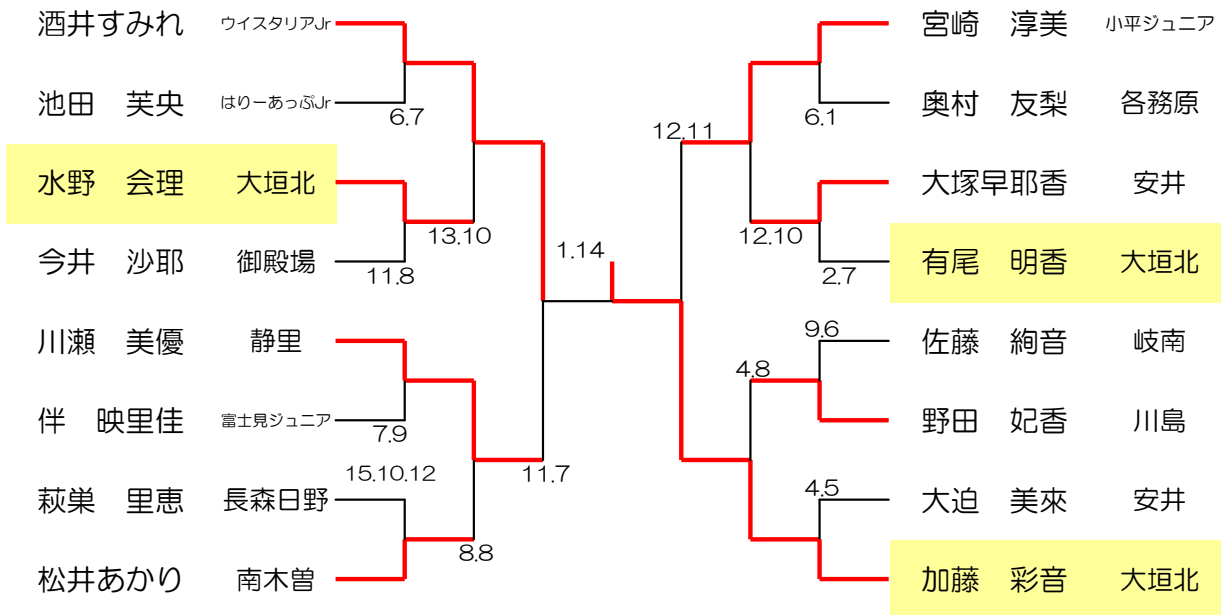 酒井すみれ ウイスタリアJr
池田 芙央 はりーあっぷJr
6.7
水野 会理 大垣北
13.10
今井 沙耶 御殿場
11.8
川瀬 美優 静里
伴 映里佳 富士見ジュニア
7.9
15.10.12
11.7
萩巣 里恵 長森日野
8.8
松井あかり 南木曽
1.14
宮崎 淳美 小平ジュニア
奥村 友梨 各務原
6.1
12.11
大塚早耶香 安井
12.10
有尾 明香 大垣北
2.7
9.6
佐藤 絢音 岐南
4.8
野田 妃香 川島
4.5
大迫 美來 安井
加藤 彩音 大垣北